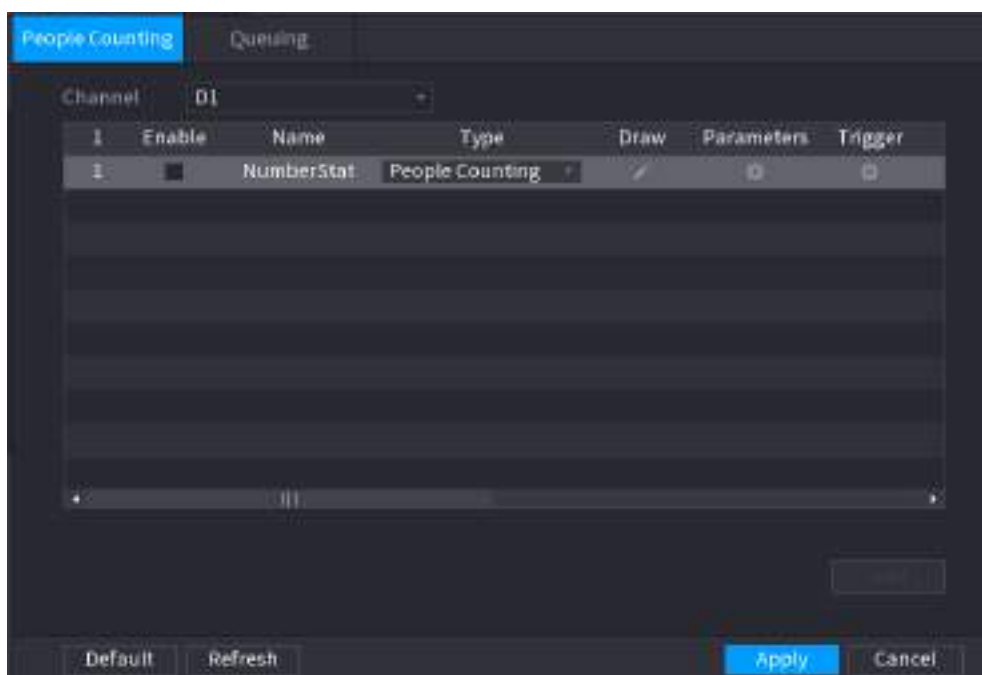 People Counting Queuing
Channel D1
1 Enable Name Type Draw Parameters Trigger
1 NumberStat People Counting
Default Refresh Apply Cancel